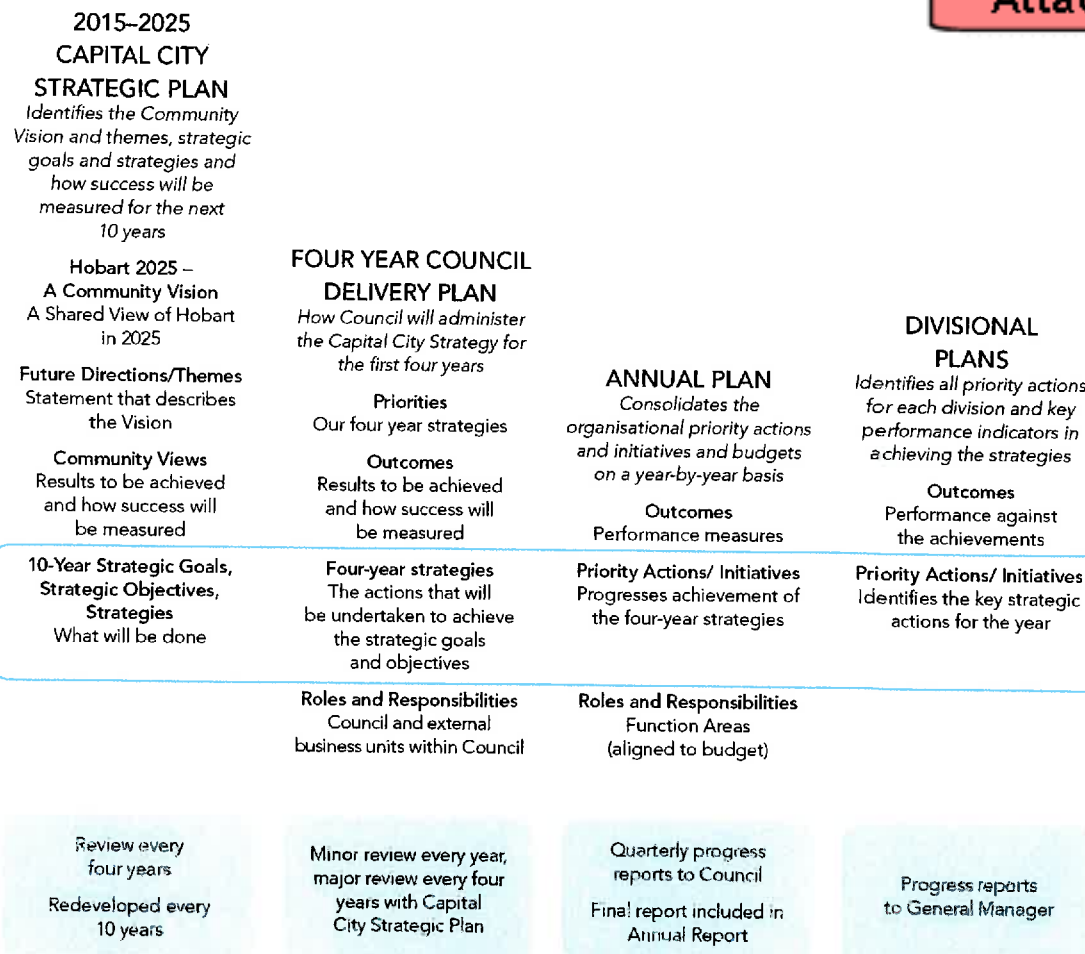 2015–2025
CAPITAL CITY
STRATEGIC PLAN
Identifies the Community
Vision and themes, strategic
goals and strategies and
how success will be
measured for the next
10 years
Hobart 2025 –
A Community Vision
A Shared View of Hobart
in 2025
Future Directions/Themes
Statement that describes
the Vision
Community Views
Results to be achieved
and how success will
be measured
10-Year Strategic Goals,
Strategic Objectives,
Strategies
What will be done
Review every
four years
Redeveloped every
10 years
FOUR YEAR COUNCIL
DELIVERY PLAN
How Council will administer
the Capital City Strategy for
the first four years
Priorities
Our four year strategies
Outcomes
Results to be achieved
and how success will
be measured
Four-year strategies
The actions that will
be undertaken to achieve
the strategic goals
and objectives
Roles and Responsibilities
Council and external
business units within Council
Minor review every year,
major review every four
years with Capital
City Strategic Plan
ANNUAL PLAN
Consolidates the
organisational priority actions
and initiatives and budgets
on a year-by-year basis
Outcomes
Performance measures
Priority Actions/ Initiatives
Progresses achievement of
the four-year strategies
Roles and Responsibilities
Function Areas
(aligned to budget)
Quarterly progress
reports to Council
Final report included in
Annual Report
DIVISIONAL
PLANS
Identifies all priority actions
for each division and key
performance indicators in
achieving the strategies
Outcomes
Performance against
the achievements
Priority Actions/ Initiatives
Identifies the key strategic
actions for the year
Progress reports
to General Manager